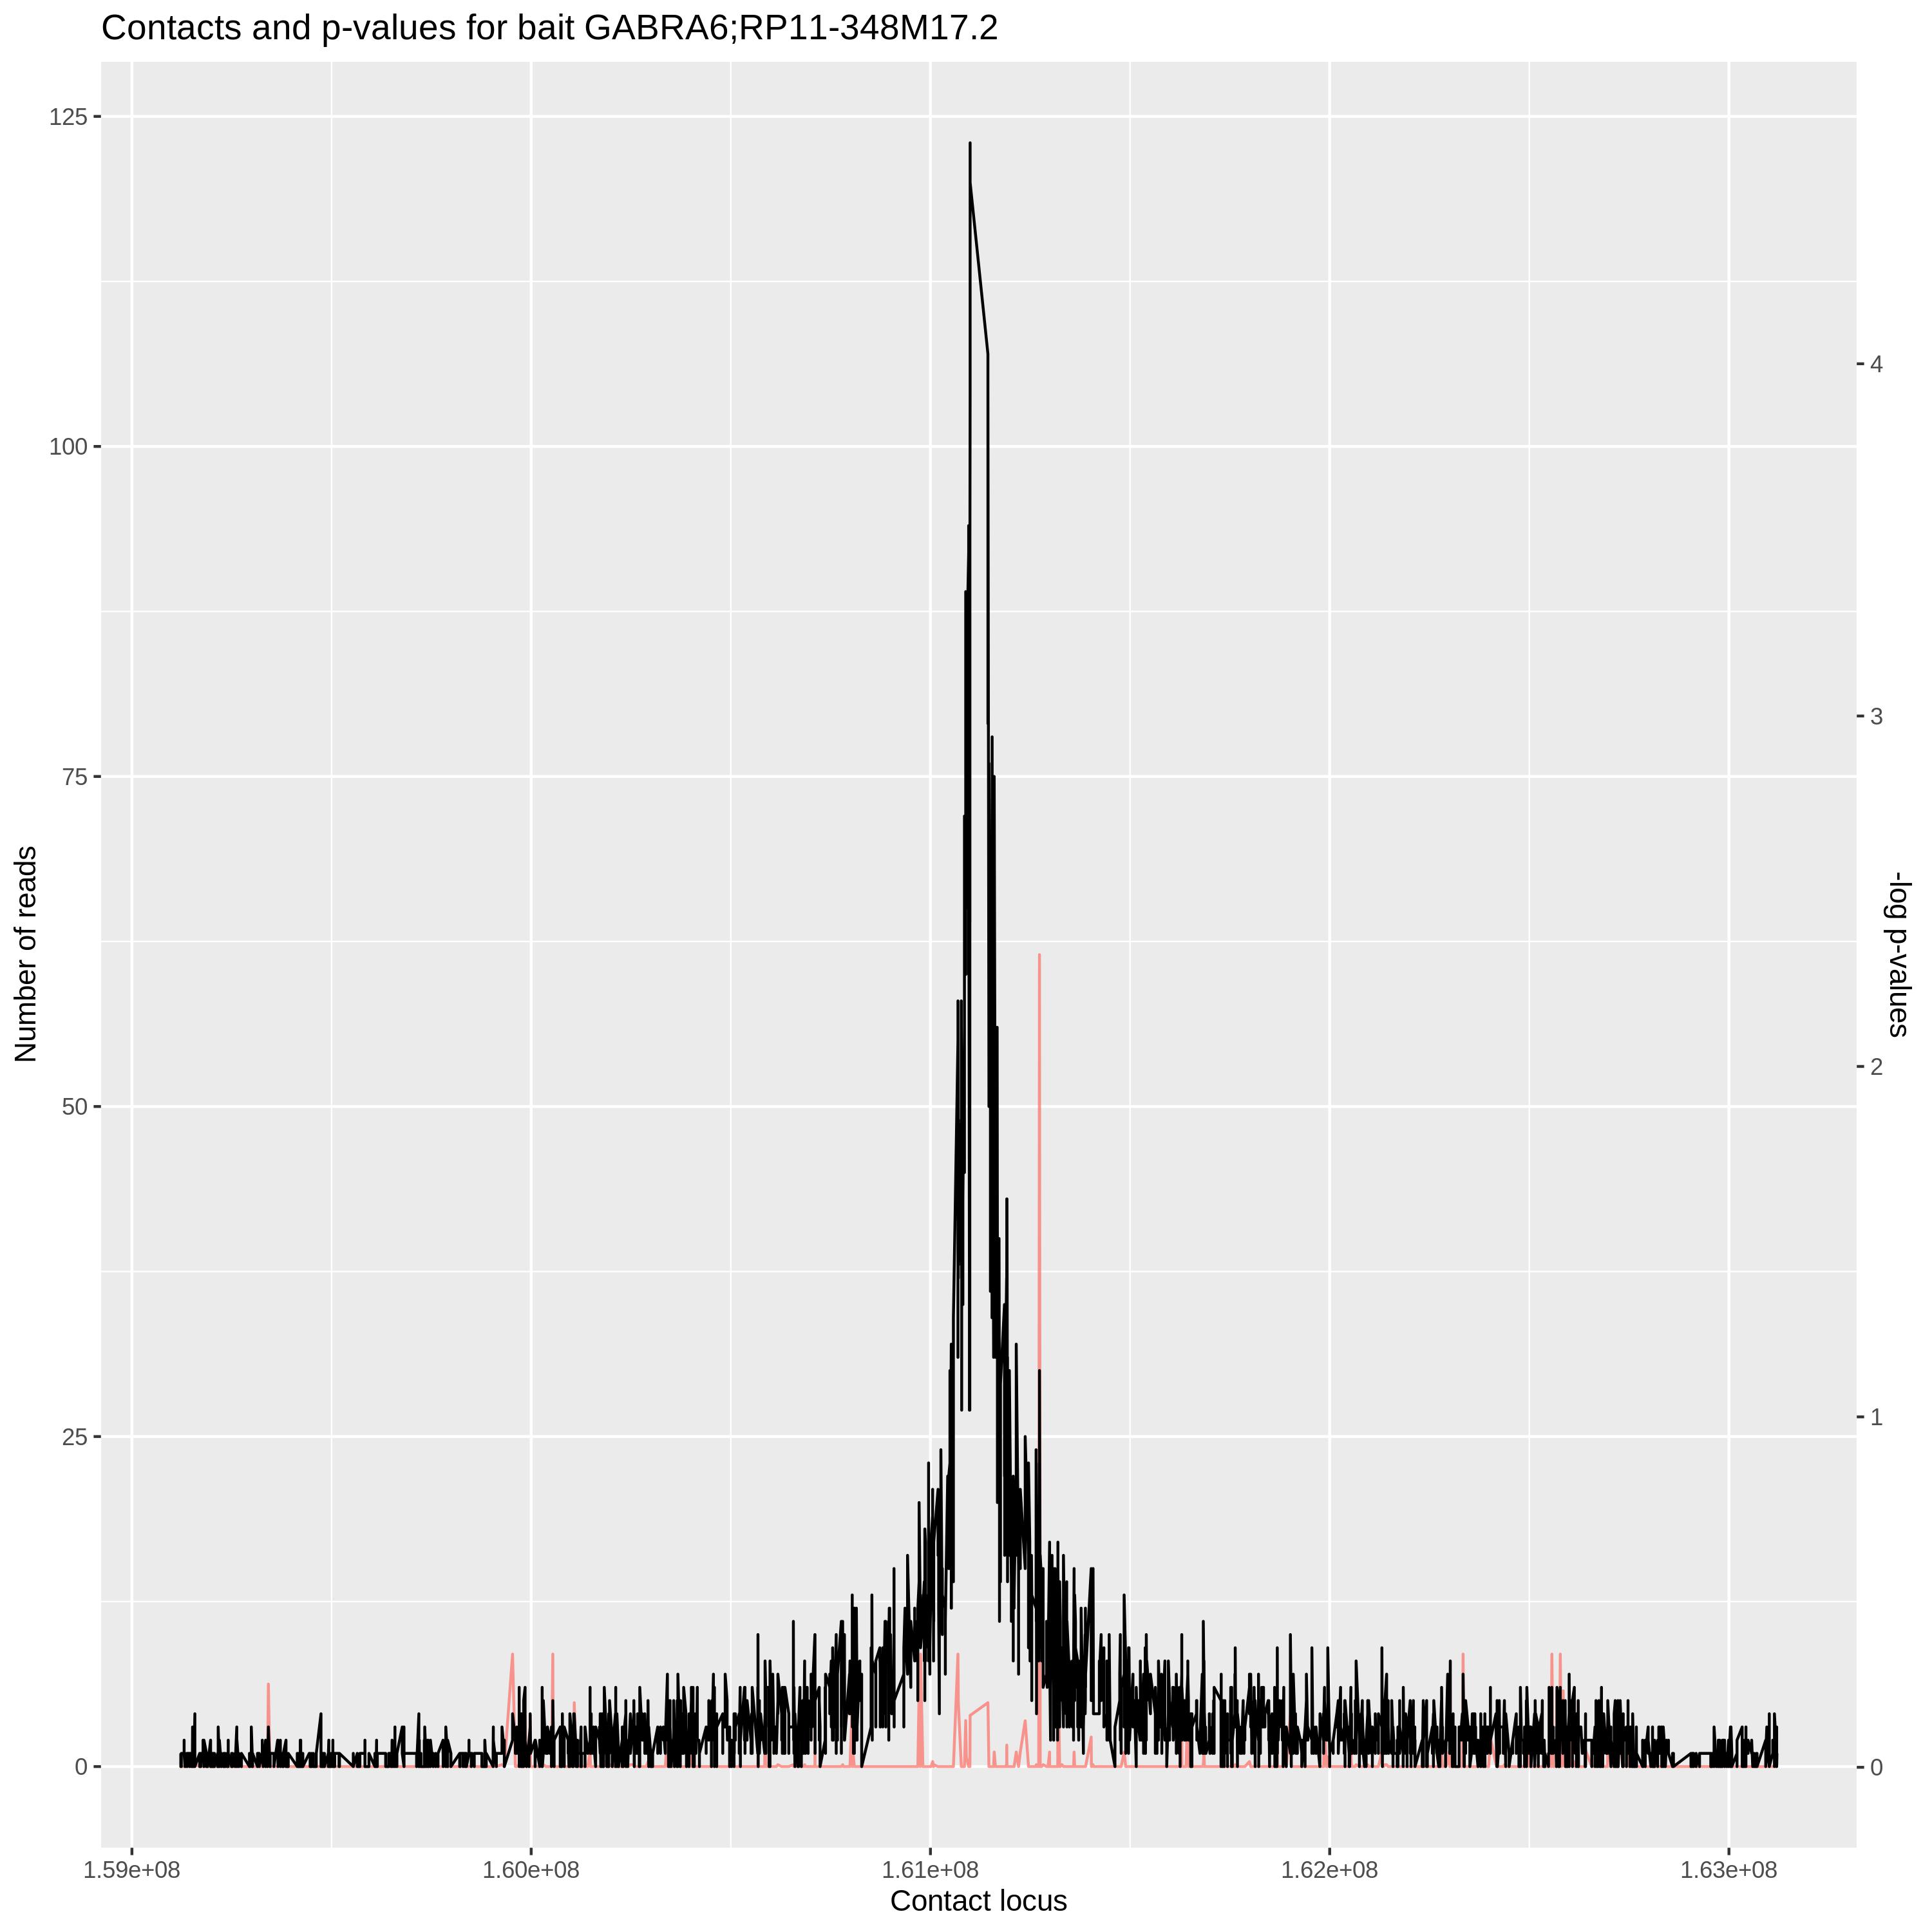 Contacts and p-values for bait GABRA6;RP11-348M17.2
125
100
75
50
25
0
Number of reads
4
3
2
1
0
-log p-values
1.59e+08 1.60e+08 1.61e+08 1.62e+08 1.63e+08
Contact locus